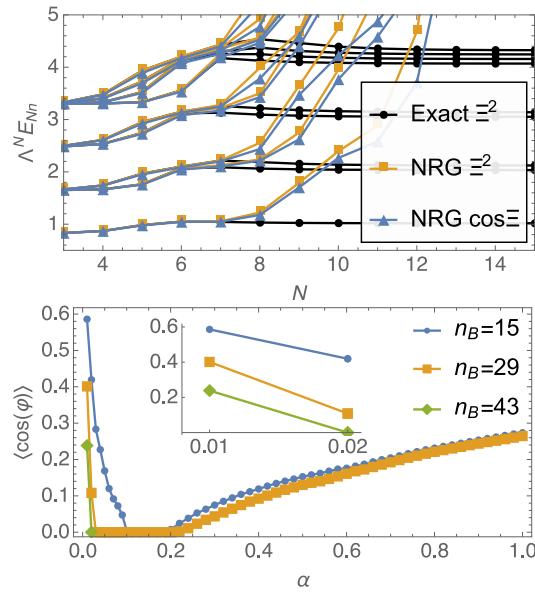 Λ^N E_{Nn}
5
4
3
2
1
Exact Ξ²
NRG Ξ²
NRG cosΞ
4 6 8 10 12 14
N
⟨cos(φ)⟩
0.6
0.5
0.4
0.3
0.2
0.1
0.0
0.6
0.4
0.2
0.01 0.02
n_B=15
n_B=29
n_B=43
0.0 0.2 0.4 0.6 0.8 1.0
α